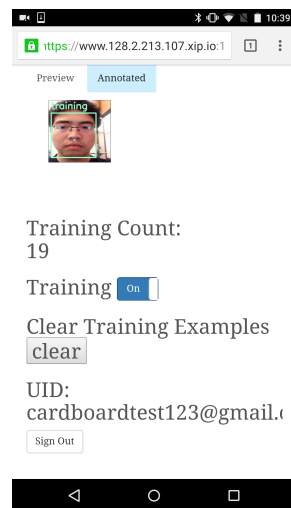 10:39
https://www.128.2.213.107.xip.io:1
1
Preview Annotated
training
Training Count:
19
Training On
Clear Training Examples
clear
UID:
cardboardtest123@gmail.c
Sign Out